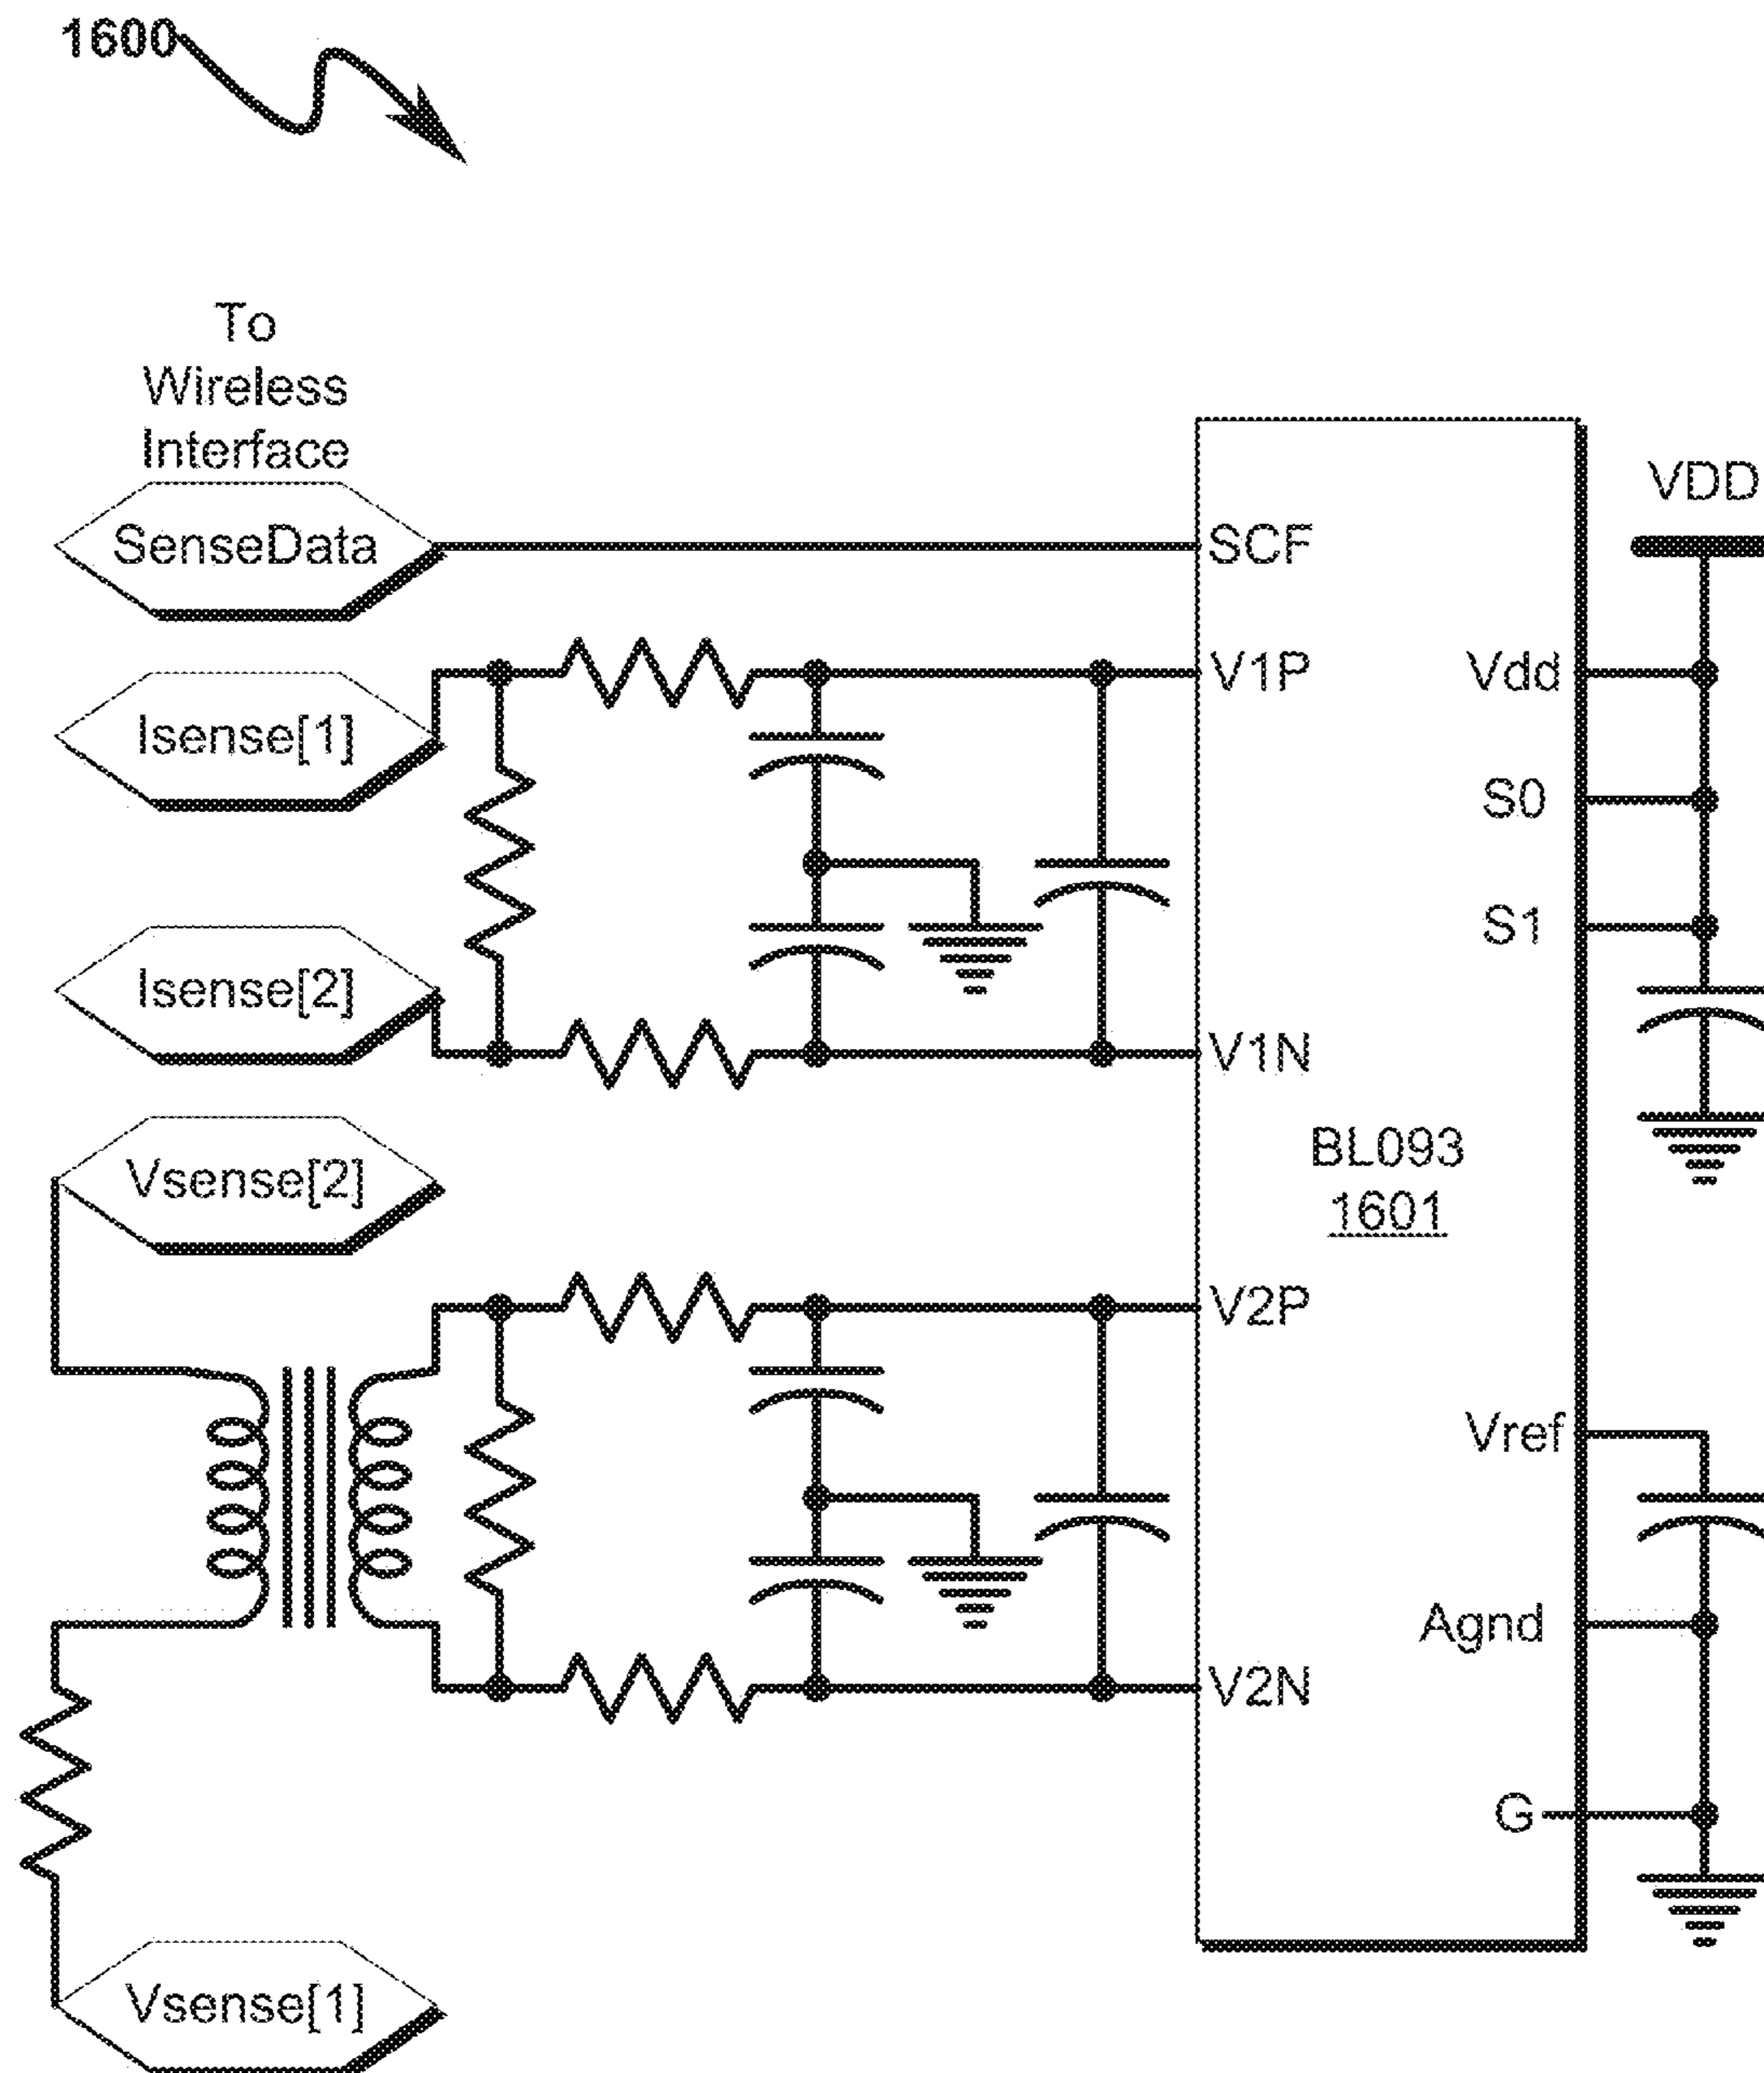 1600
To
Wireless
Interface
SenseData
Isense[1]
Isense[2]
Vsense[2]
Vsense[1]
SCF
V1P
V1N
V2P
V2N
BL093
1601
VDD
Vdd
S0
S1
Vref
Agnd
G